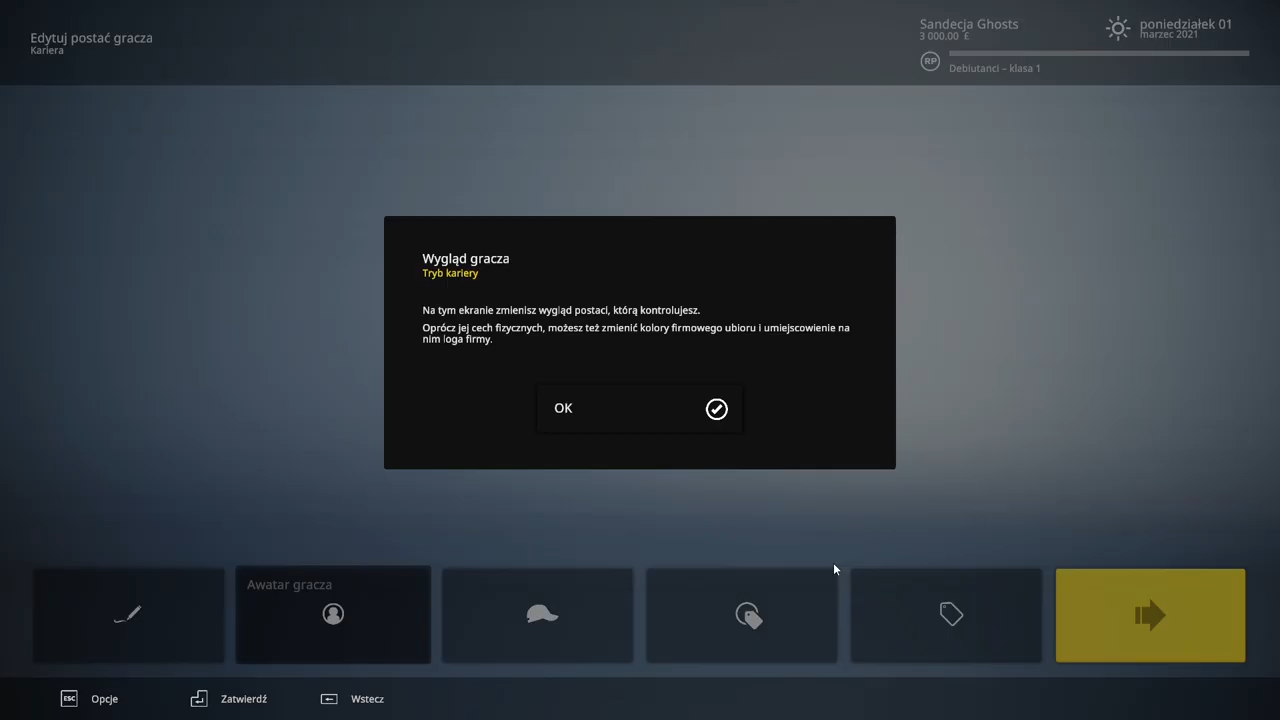 Edytuj postać gracza
Kariera
Sandecja Ghosts
3 000.00 £
poniedziałek 01
marzec 2021
RP
Debiutanci – klasa 1
Wygląd gracza
Tryb kariery
Na tym ekranie zmienisz wygląd postaci, którą kontrolujesz.
Oprócz jej cech fizycznych, możesz też zmienić kolory firmowego ubioru i umiejscowienie na
nim loga firmy.
OK
Awatar gracza
ESC Opcje
Zatwierdź
Wstecz